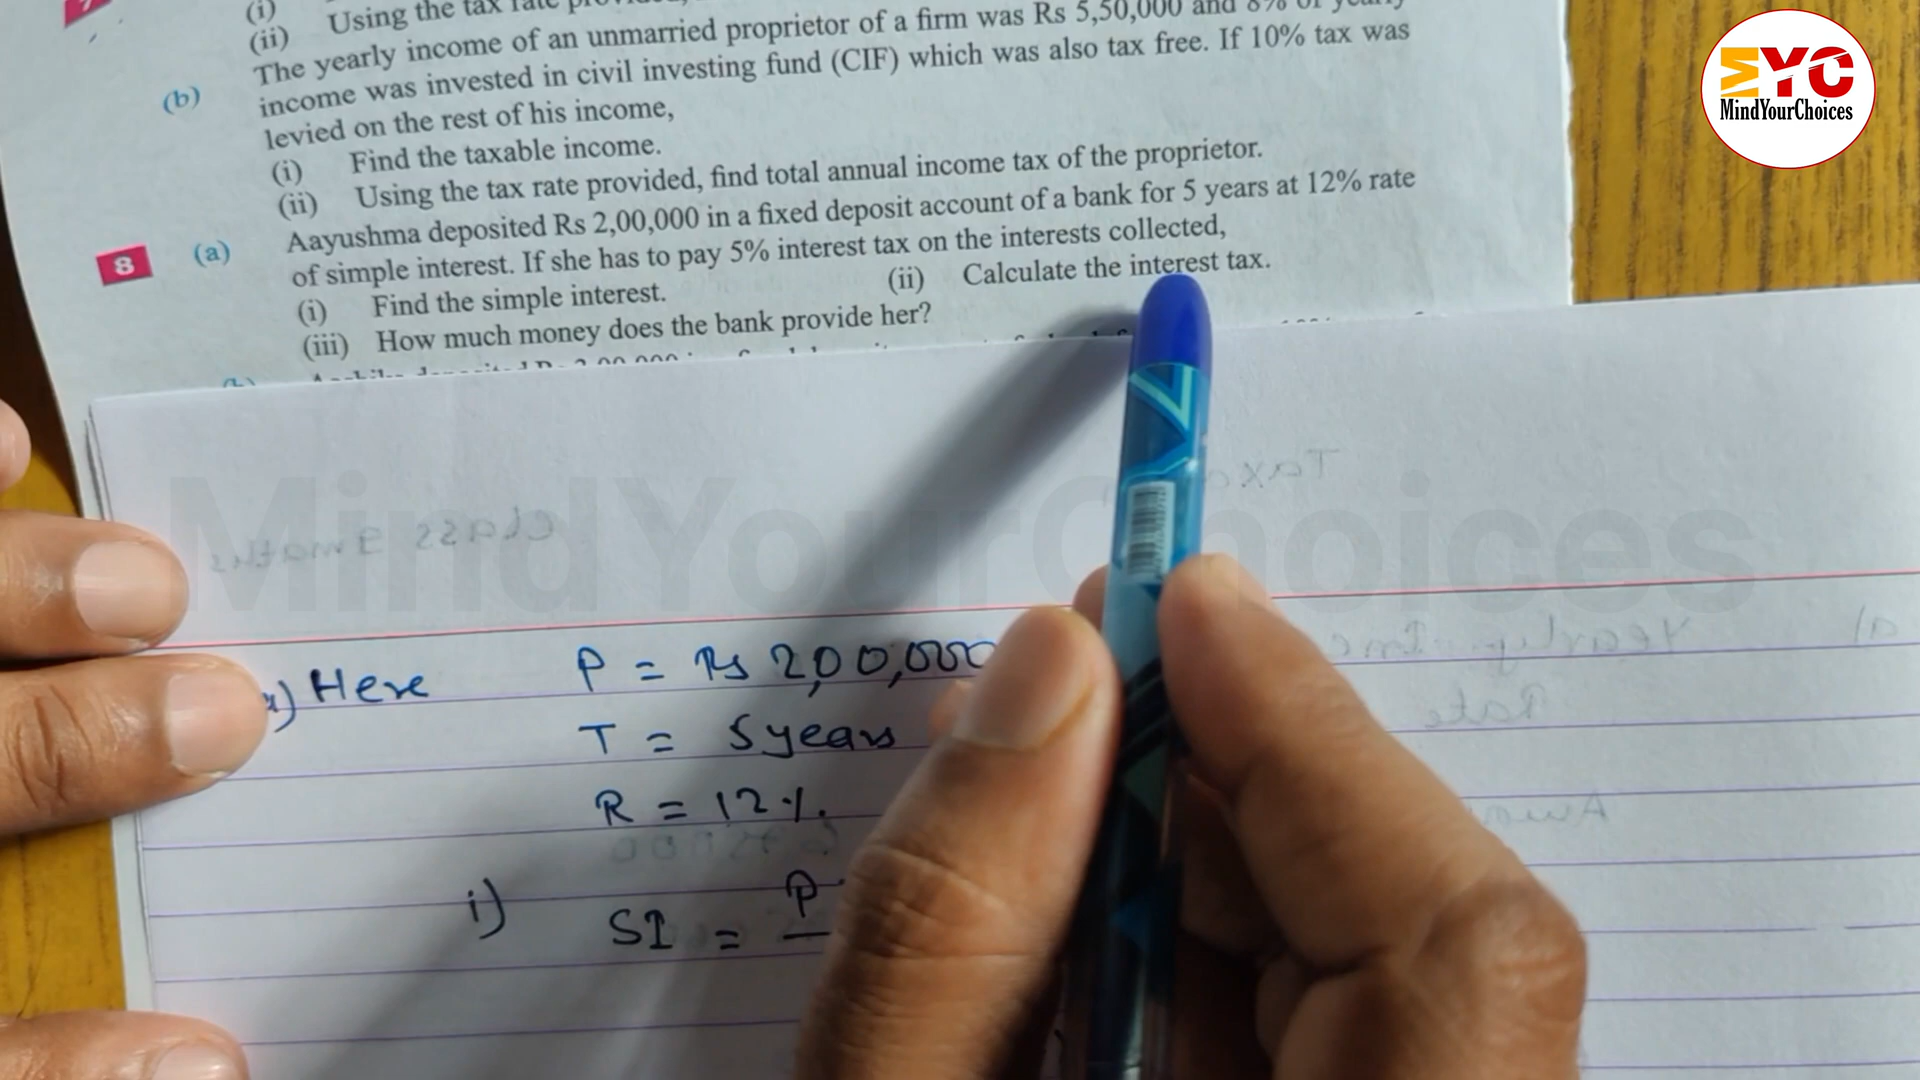 (i)
(ii) Using the tax rate
(b) The yearly income of an unmarried proprietor of a firm was Rs 5,50,000 and 8% of yearly
income was invested in civil investing fund (CIF) which was also tax free. If 10% tax was
levied on the rest of his income,
(i) Find the taxable income.
(ii) Using the tax rate provided, find total annual income tax of the proprietor.
8 (a) Aayushma deposited Rs 2,00,000 in a fixed deposit account of a bank for 5 years at 12% rate
of simple interest. If she has to pay 5% interest tax on the interests collected,
(i) Find the simple interest. (ii) Calculate the interest tax.
(iii) How much money does the bank provide her?
MYC
MindYourChoices
MindYourChoices
a) Here P = Rs 2,00,000
T = 5 years
R = 12%.
i) SI = P